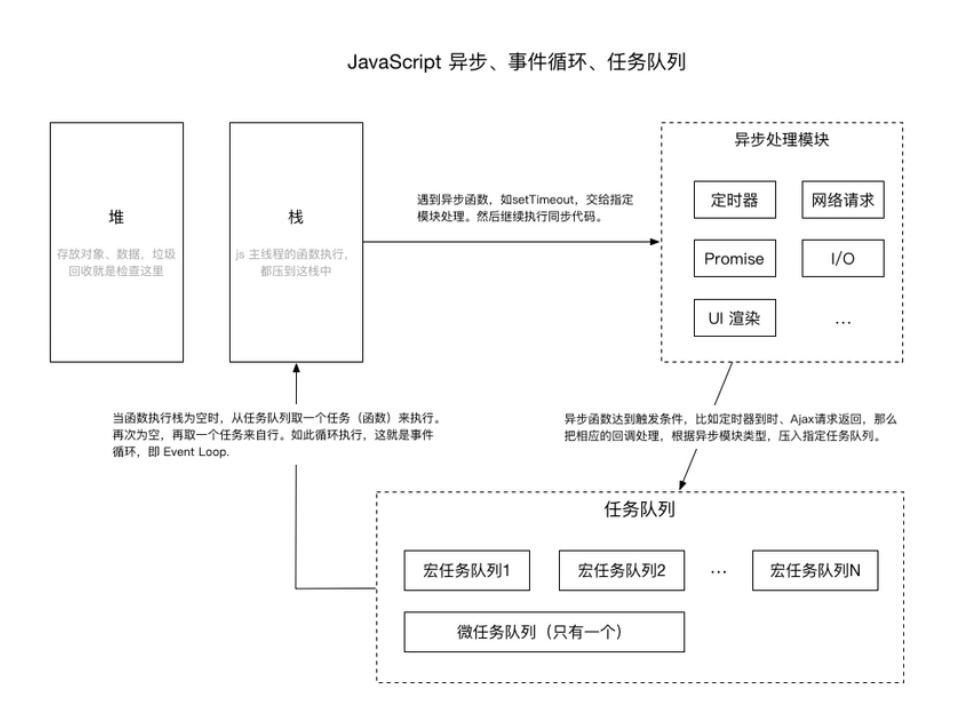 JavaScript 异步、事件循环、任务队列
堆
存放对象、数据，垃圾
回收就是检查这里
栈
js 主线程的函数执行，
都压到这栈中
遇到异步函数，如setTimeout，交给指定
模块处理。然后继续执行同步代码。
异步处理模块
定时器
网络请求
Promise
I/O
UI 渲染
...
当函数执行栈为空时，从任务队列取一个任务（函数）来执行。
再次为空，再取一个任务来自行。如此循环执行，这就是事件
循环，即 Event Loop.
异步函数达到触发条件，比如定时器到时、Ajax请求返回，那么
把相应的回调处理，根据异步模块类型，压入指定任务队列。
任务队列
宏任务队列1
宏任务队列2
...
宏任务队列N
微任务队列（只有一个）